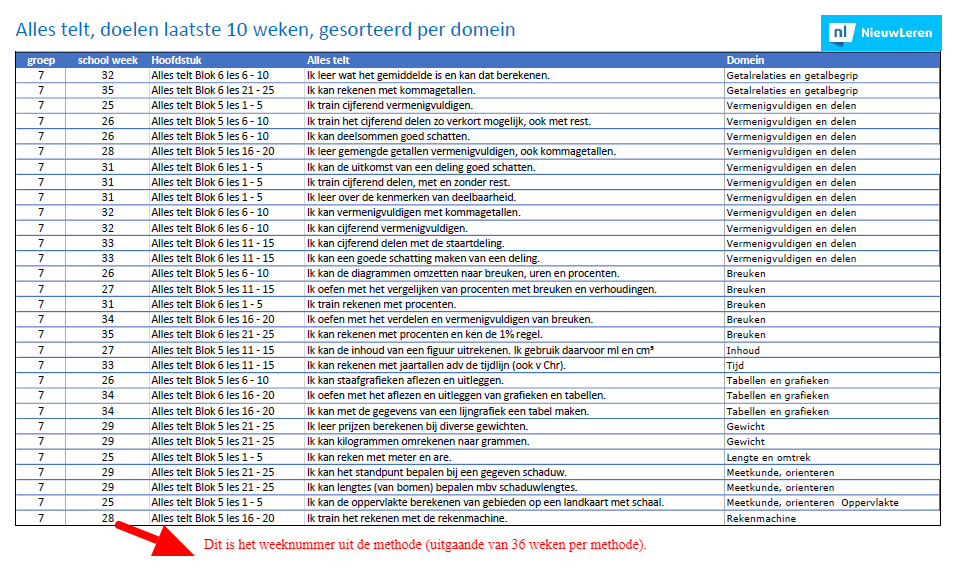 Alles telt, doelen laatste 10 weken, gesorteerd per domein
nl NieuwLeren
groep school week Hoofdstuk Alles telt Domein
7 32 Alles telt Blok 6 les 6 - 10 Ik leer wat het gemiddelde is en kan dat berekenen. Getalrelaties en getalbegrip
7 35 Alles telt Blok 6 les 21 - 25 Ik kan rekenen met kommagetallen. Getalrelaties en getalbegrip
7 25 Alles telt Blok 5 les 1 - 5 Ik train cijferend vermenigvuldigen. Vermenigvuldigen en delen
7 26 Alles telt Blok 5 les 6 - 10 Ik train het cijferend delen zo verkort mogelijk, ook met rest. Vermenigvuldigen en delen
7 26 Alles telt Blok 5 les 6 - 10 Ik kan deelsommen goed schatten. Vermenigvuldigen en delen
7 28 Alles telt Blok 5 les 16 - 20 Ik leer gemengde getallen vermenigvuldigen, ook kommagetallen. Vermenigvuldigen en delen
7 31 Alles telt Blok 6 les 1 - 5 Ik kan de uitkomst van een deling goed schatten. Vermenigvuldigen en delen
7 31 Alles telt Blok 6 les 1 - 5 Ik train cijferend delen, met en zonder rest. Vermenigvuldigen en delen
7 31 Alles telt Blok 6 les 1 - 5 Ik leer over de kenmerken van deelbaarheid. Vermenigvuldigen en delen
7 32 Alles telt Blok 6 les 6 - 10 Ik kan vermenigvuldigen met kommagetallen. Vermenigvuldigen en delen
7 32 Alles telt Blok 6 les 6 - 10 Ik kan cijferend vermenigvuldigen. Vermenigvuldigen en delen
7 33 Alles telt Blok 6 les 11 - 15 Ik kan cijferend delen met de staartdeling. Vermenigvuldigen en delen
7 33 Alles telt Blok 6 les 11 - 15 Ik kan een goede schatting maken van een deling. Vermenigvuldigen en delen
7 26 Alles telt Blok 5 les 6 - 10 Ik kan de diagrammen omzetten naar breuken, uren en procenten. Breuken
7 27 Alles telt Blok 5 les 11 - 15 Ik oefen met het vergelijken van procenten met breuken en verhoudingen. Breuken
7 31 Alles telt Blok 6 les 1 - 5 Ik train rekenen met procenten. Breuken
7 34 Alles telt Blok 6 les 16 - 20 Ik oefen met het verdelen en vermenigvuldigen van breuken. Breuken
7 35 Alles telt Blok 6 les 21 - 25 Ik kan rekenen met procenten en ken de 1% regel. Breuken
7 27 Alles telt Blok 5 les 11 - 15 Ik kan de inhoud van een figuur uitrekenen. Ik gebruik daarvoor ml en cm³ Inhoud
7 33 Alles telt Blok 6 les 11 - 15 Ik kan rekenen met jaartallen adv de tijdlijn (ook v Chr). Tijd
7 26 Alles telt Blok 5 les 6 - 10 Ik kan staafgrafieken aflezen en uitleggen. Tabellen en grafieken
7 34 Alles telt Blok 6 les 16 - 20 Ik oefen met het aflezen en uitleggen van grafieken en tabellen. Tabellen en grafieken
7 34 Alles telt Blok 6 les 16 - 20 Ik kan met de gegevens van een lijngrafiek een tabel maken. Tabellen en grafieken
7 29 Alles telt Blok 5 les 21 - 25 Ik leer prijzen berekenen bij diverse gewichten. Gewicht
7 29 Alles telt Blok 5 les 21 - 25 Ik kan kilogrammen omrekenen naar grammen. Gewicht
7 25 Alles telt Blok 5 les 1 - 5 Ik kan reken met meter en are. Lengte en omtrek
7 29 Alles telt Blok 5 les 21 - 25 Ik kan het standpunt bepalen bij een gegeven schaduw. Meetkunde, orienteren
7 29 Alles telt Blok 5 les 21 - 25 Ik kan lengtes (van bomen) bepalen mbv schaduwlengtes. Meetkunde, orienteren
7 25 Alles telt Blok 5 les 1 - 5 Ik kan de oppervlakte berekenen van gebieden op een landkaart met schaal. Meetkunde, orienteren Oppervlakte
7 28 Alles telt Blok 5 les 16 - 20 Ik train het rekenen met de rekenmachine. Rekenmachine
Dit is het weeknummer uit de methode (uitgaande van 36 weken per methode).